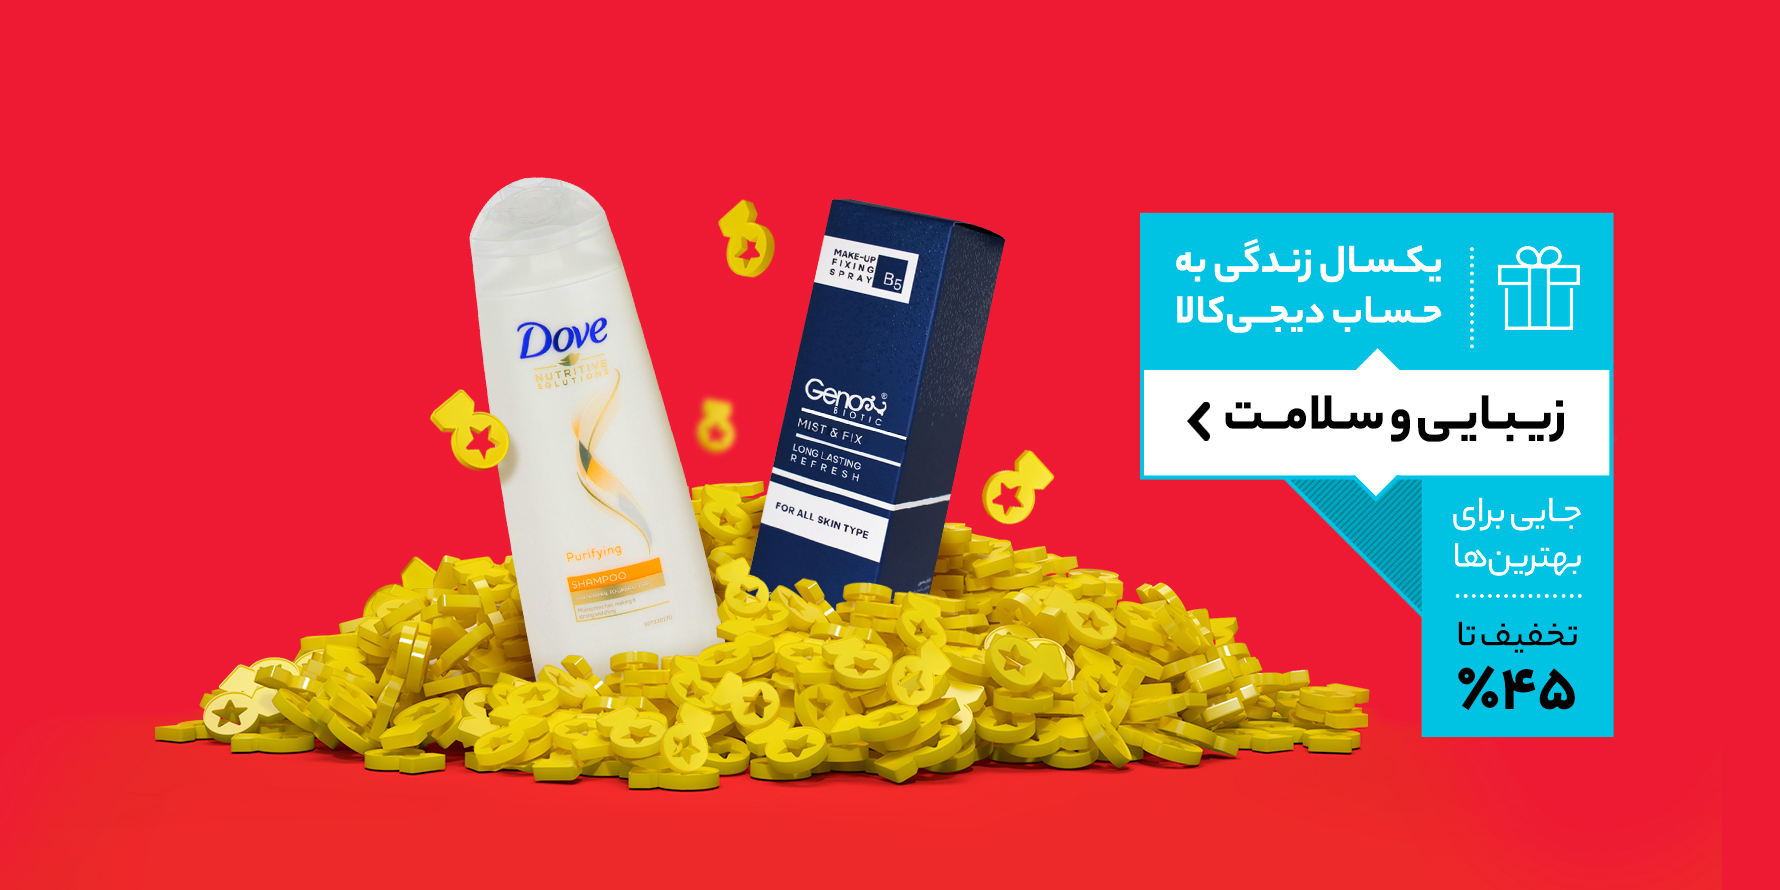 Dove
NUTRITIVE
SOLUTIONS
Purifying
SHAMPOO
MAKE-UP
FIXING
SPRAY
B5
Genoبیوتیک
BIOTIC
MIST & FIX
LONG LASTING
REFRESH
FOR ALL SKIN TYPE
یکسال زندگی به
حساب دیجی‌کالا
زیبایی و سلامت
جایی برای
بهترین‌ها
تخفیف تا
%۴۵